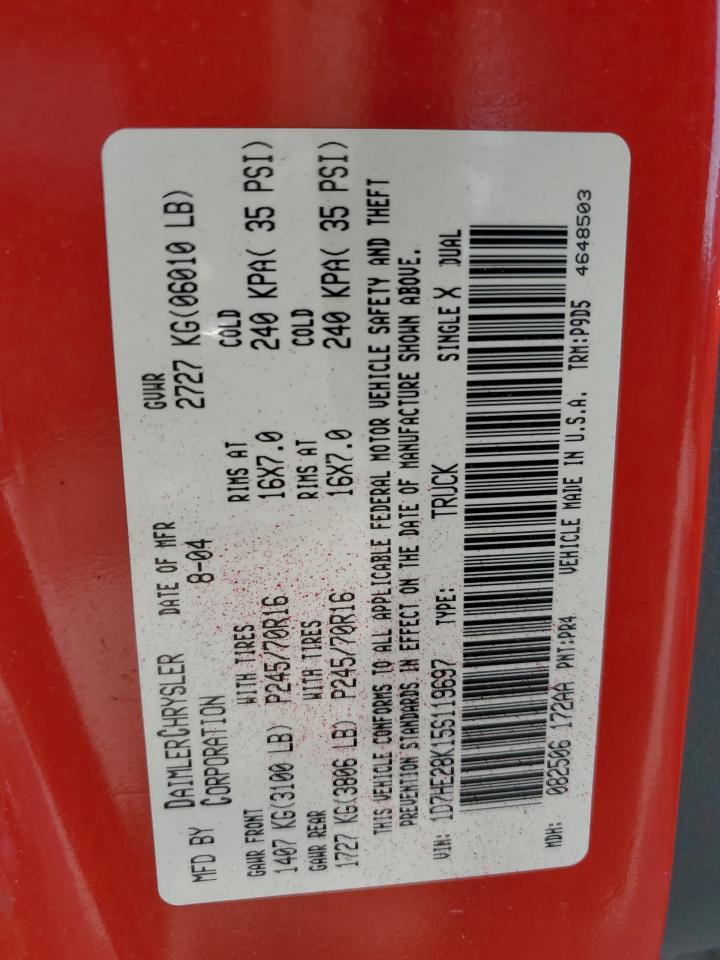 MFD BY DAIMLERCHRYSLER CORPORATION DATE OF MFR 8-04 GVWR 2727 KG(06010 LB)
GAWR FRONT WITH TIRES RIMS AT COLD
1407 KG(3100 LB) P245/70R16 16X7.0 240 KPA( 35 PSI)
GAWR REAR WITH TIRES RIMS AT COLD
1727 KG(3806 LB) P245/70R16 16X7.0 240 KPA( 35 PSI)
THIS VEHICLE CONFORMS TO ALL APPLICABLE FEDERAL MOTOR VEHICLE SAFETY AND THEFT
PREVENTION STANDARDS IN EFFECT ON THE DATE OF MANUFACTURE SHOWN ABOVE.
VIN: 1D7HE28K15S119697 TYPE: TRUCK SINGLE X DUAL
MDH: 082506 172AA PNT:PR4 VEHICLE MADE IN U.S.A. TRM:P9D5 4648503